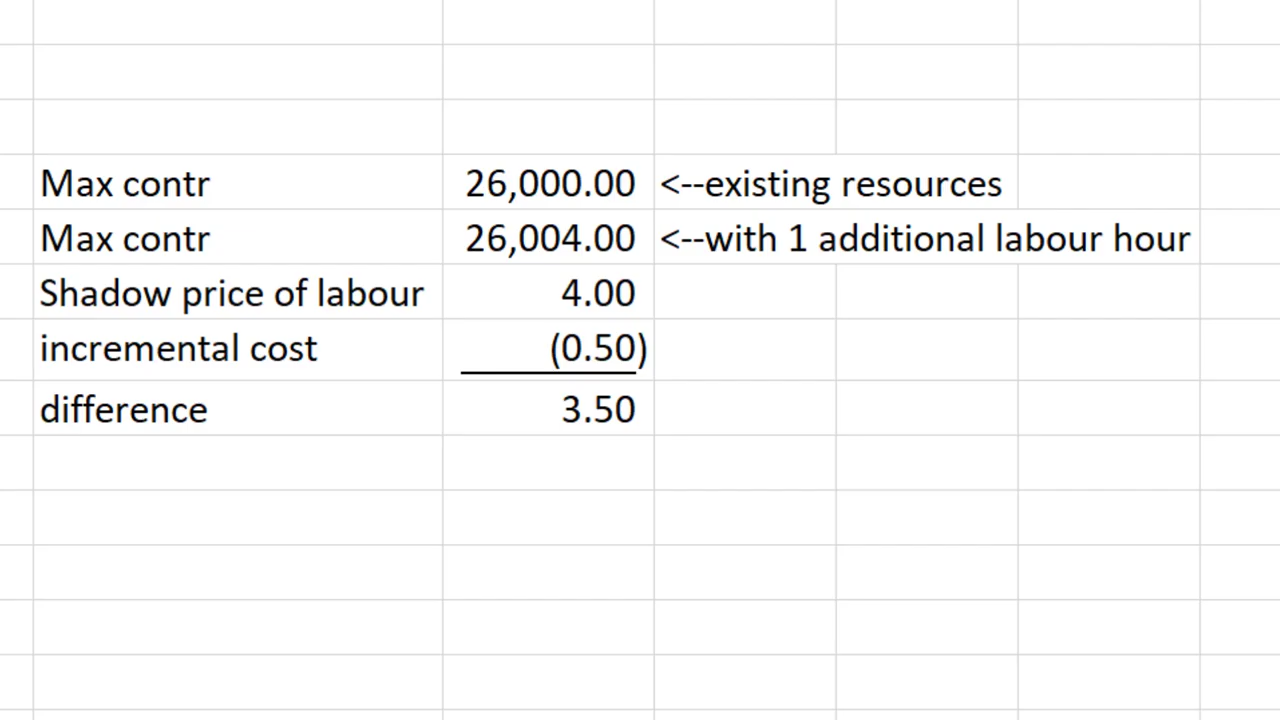 Max contr 26,000.00 <--existing resources
Max contr 26,004.00 <--with 1 additional labour hour
Shadow price of labour 4.00
incremental cost (0.50)
difference 3.50